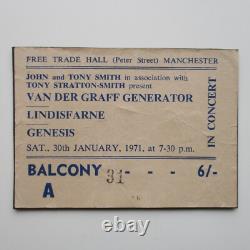 FREE TRADE HALL (Peter Street) MANCHESTER
JOHN and TONY SMITH in association with
TONY STRATTON-SMITH present
VAN DER GRAFF GENERATOR
LINDISFARNE
GENESIS
SAT., 30th JANUARY, 1971, at 7-30 p.m.
IN CONCERT
BALCONY 31 - - - 6/-
A